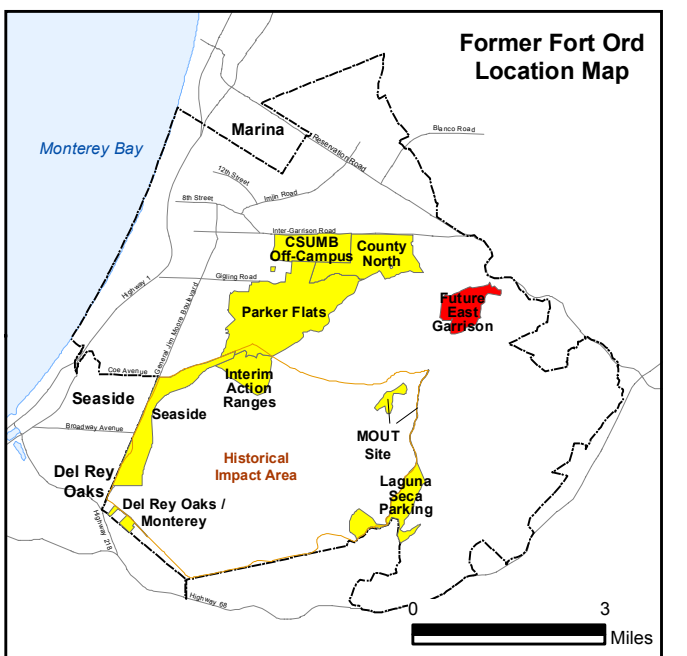 Former Fort Ord
Location Map
Marina
Monterey Bay
Reservation Road
Blanco Road
12th Street
Imjin Road
8th Street
Inter-Garrison Road
CSUMB
Off-Campus
County
North
Gigling Road
Highway 1
General Jim Moore Boulevard
Parker Flats
Future
East
Garrison
Coe Avenue
Interim
Action
Ranges
Seaside
Seaside
Broadway Avenue
MOUT
Site
Historical
Impact Area
Del Rey
Oaks
Laguna
Seca
Parking
Del Rey Oaks /
Monterey
Highway 218
Highway 68
0 3
Miles